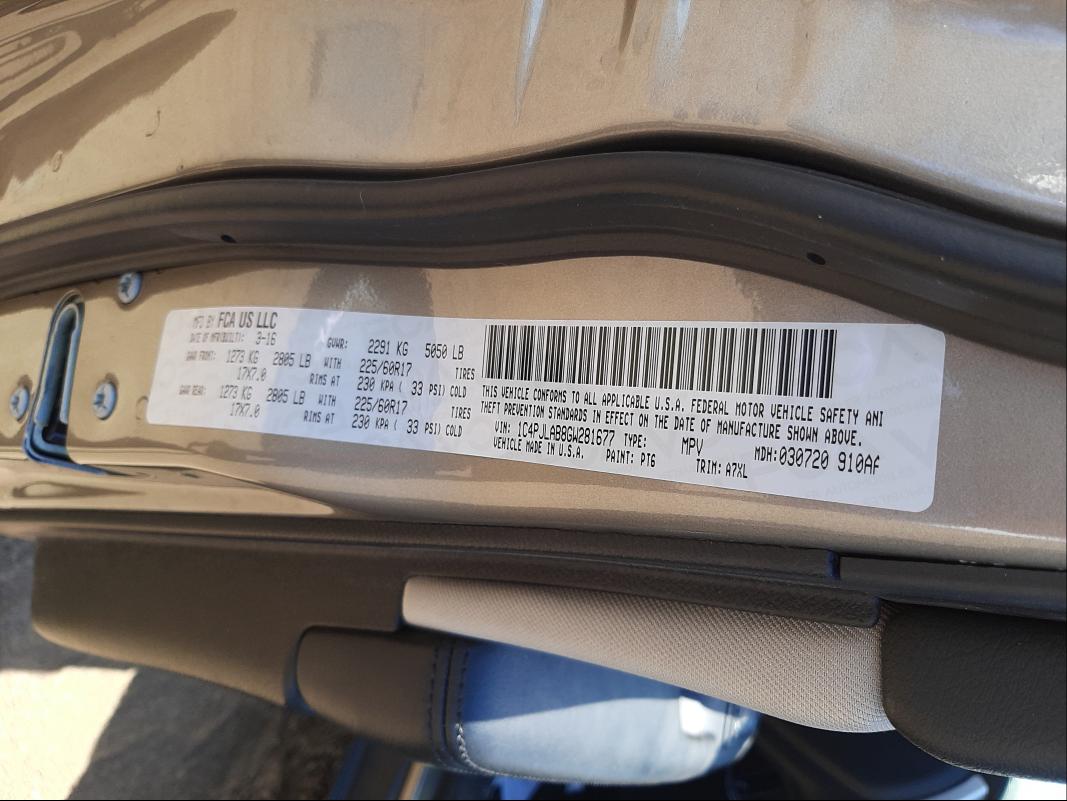 MFD BY FCA US LLC
DATE OF MFR(BUILT): 3-16 GVWR: 2291 KG 5050 LB
GAWR FRONT: 1273 KG 2805 LB WITH 225/60R17 TIRES
17X7.0 RIMS AT 230 KPA ( 33 PSI) COLD
GAWR REAR: 1273 KG 2805 LB WITH 225/60R17 TIRES
17X7.0 RIMS AT 230 KPA ( 33 PSI) COLD
THIS VEHICLE CONFORMS TO ALL APPLICABLE U.S.A. FEDERAL MOTOR VEHICLE SAFETY AND
THEFT PREVENTION STANDARDS IN EFFECT ON THE DATE OF MANUFACTURE SHOWN ABOVE.
VIN: 1C4PJLAB8GW281677 TYPE: MPV MDH:030720 910AF
VEHICLE MADE IN U.S.A. PAINT: PT6 TRIM: A7XL